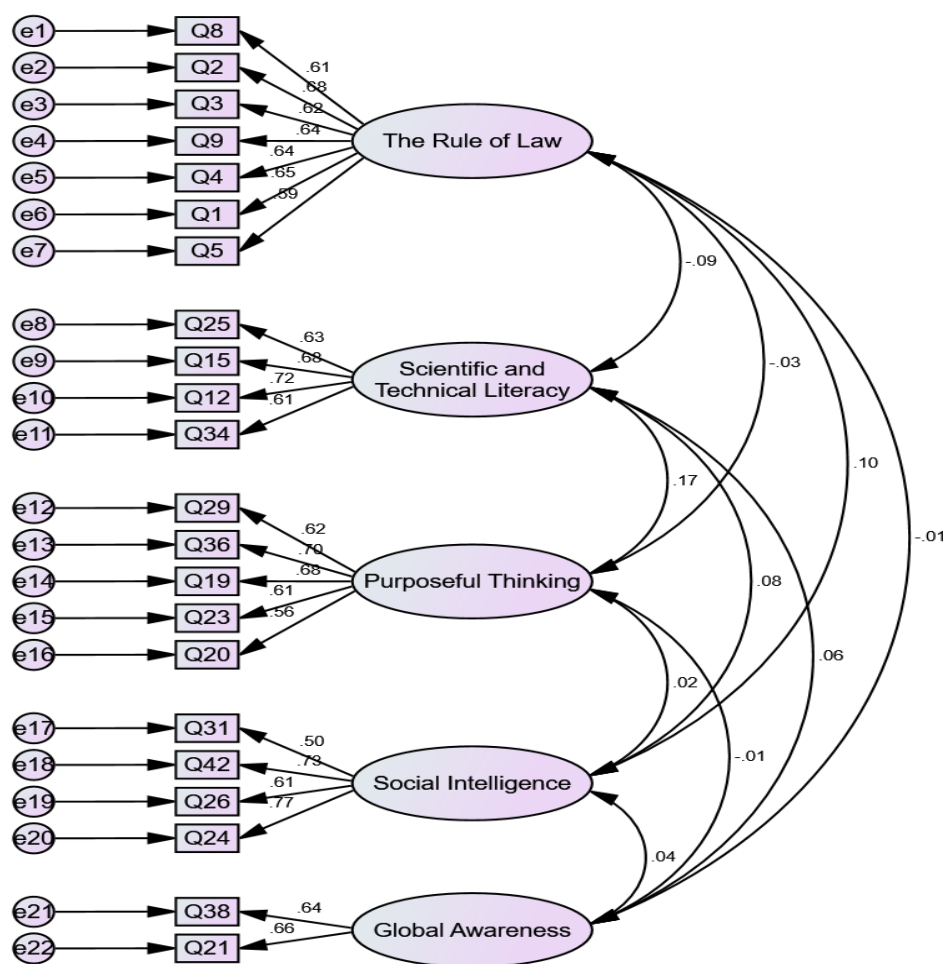 e1 Q8
e2 Q2
e3 Q3
e4 Q9
e5 Q4
e6 Q1
e7 Q5
.61
.68
.62
.64
.64
.65
.59
The Rule of Law
-.09
e8 Q25
e9 Q15
e10 Q12
e11 Q34
.63
.68
.72
.61
Scientific and
Technical Literacy
-.03
.10
.17
-.01
e12 Q29
e13 Q36
e14 Q19
e15 Q23
e16 Q20
.62
.70
.68
.61
.56
Purposeful Thinking
.08
.06
.02
e17 Q31
e18 Q42
e19 Q26
e20 Q24
.50
.73
.61
.77
Social Intelligence
-.01
.04
e21 Q38
e22 Q21
.64
.66
Global Awareness